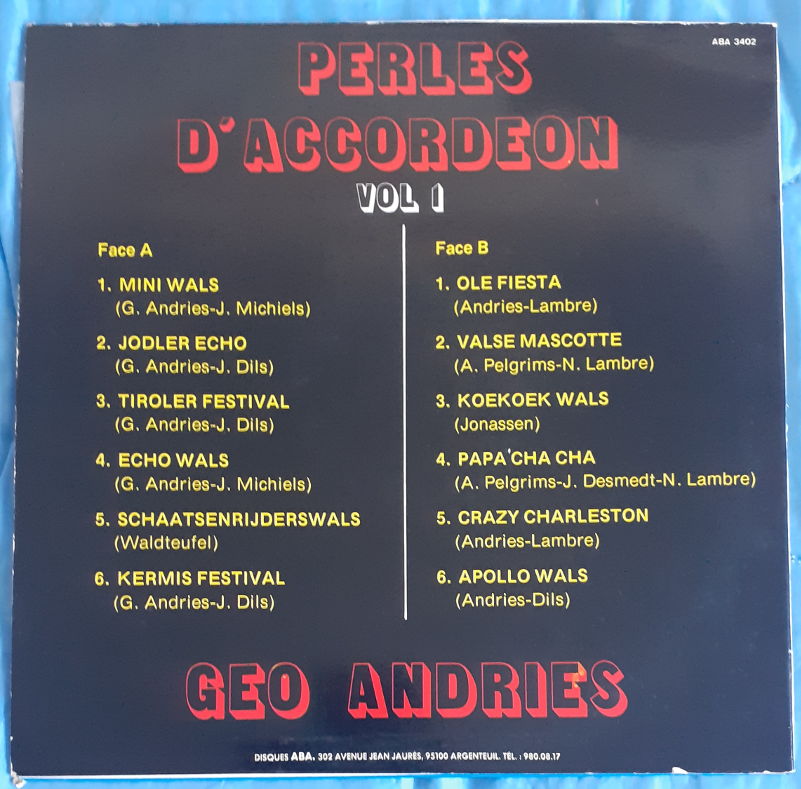 ABA 3402
PERLES
D'ACCORDEON
VOL 1
Face A
1. MINI WALS
(G. Andries-J. Michiels)
2. JODLER ECHO
(G. Andries-J. Dils)
3. TIROLER FESTIVAL
(G. Andries-J. Dils)
4. ECHO WALS
(G. Andries-J. Michiels)
5. SCHAATSENRIJDERSWALS
(Waldteufel)
6. KERMIS FESTIVAL
(G. Andries-J. Dils)
Face B
1. OLE FIESTA
(Andries-Lambre)
2. VALSE MASCOTTE
(A. Pelgrims-N. Lambre)
3. KOEKOEK WALS
(Jonassen)
4. PAPA'CHA CHA
(A. Pelgrims-J. Desmedt-N. Lambre)
5. CRAZY CHARLESTON
(Andries-Lambre)
6. APOLLO WALS
(Andries-Dils)
GEO ANDRIES
DISQUES ABA. 302 AVENUE JEAN JAURÈS, 95100 ARGENTEUIL. TÉL. : 980.08.17